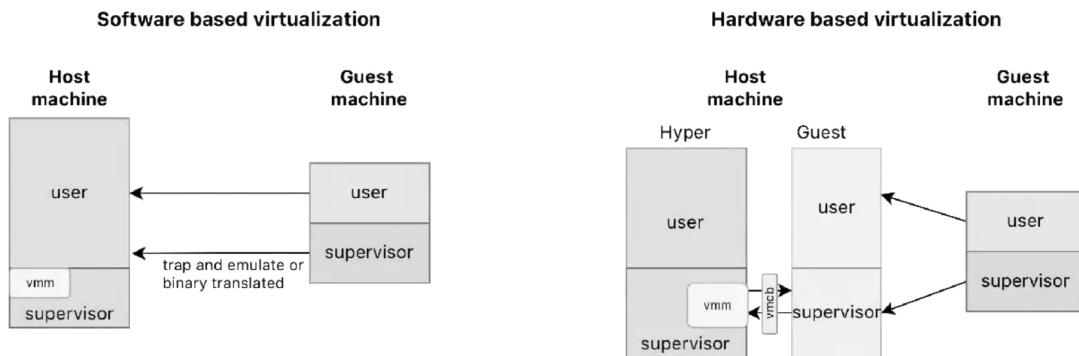 Software based virtualization
Host
machine
Guest
machine
user
user
supervisor
trap and emulate or
binary translated
vmm
supervisor
Hardware based virtualization
Host
machine
Guest
machine
Hyper
Guest
user
user
user
supervisor
vmm
vmcb
supervisor
supervisor